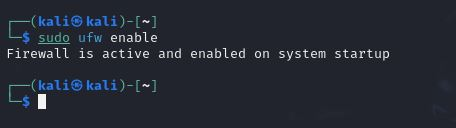 ┌──(kali㉿kali)-[~]
└─$ sudo ufw enable
Firewall is active and enabled on system startup
┌──(kali㉿kali)-[~]
└─$